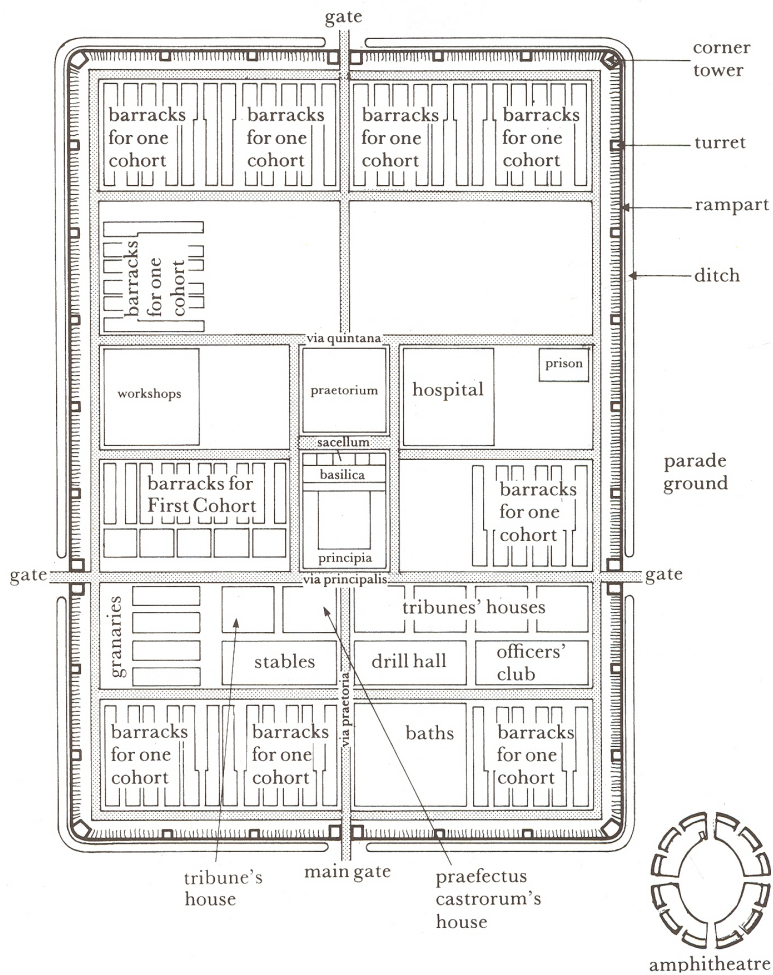 gate
corner
tower
turret
rampart
ditch
barracks
for one
cohort
barracks
for one
cohort
barracks
for one
cohort
barracks
for one
cohort
barracks
for one
cohort
via quintana
workshops
praetorium
hospital
prison
sacellum
basilica
principia
barracks for
First Cohort
barracks
for one
cohort
parade
ground
gate
via principalis
gate
granaries
tribunes' houses
stables
drill hall
officers'
club
via praetoria
barracks
for one
cohort
barracks
for one
cohort
baths
barracks
for one
cohort
tribune's
house
main gate
praefectus
castrorum's
house
amphitheatre